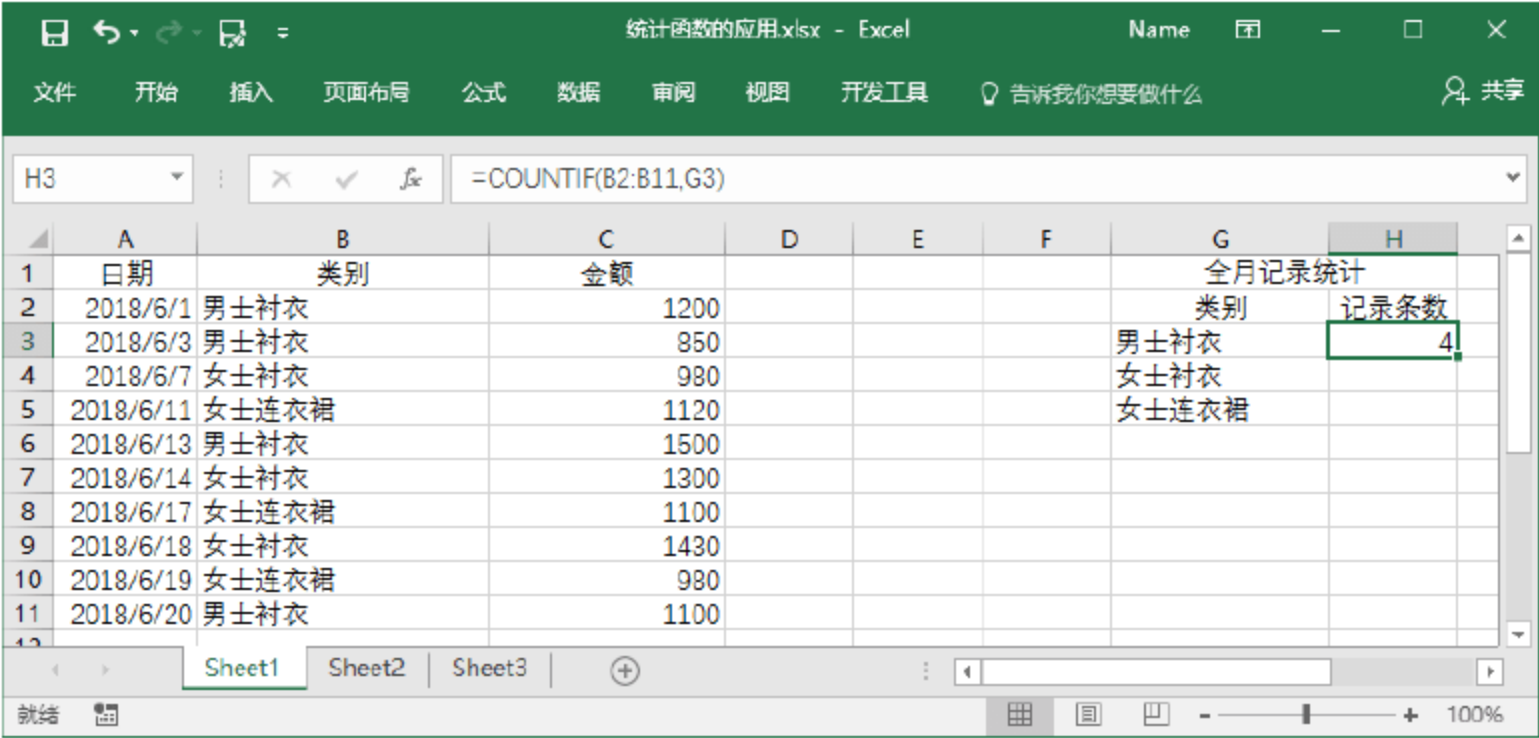 统计函数的应用.xlsx - Excel Name
文件 开始 插入 页面布局 公式 数据 审阅 视图 开发工具 告诉我你想要做什么 共享
H3 fx =COUNTIF(B2:B11,G3)
A B C D E F G H
1 日期 类别 金额 全月记录统计
2 2018/6/1 男士衬衣 1200 类别 记录条数
3 2018/6/3 男士衬衣 850 男士衬衣 4
4 2018/6/7 女士衬衣 980 女士衬衣
5 2018/6/11 女士连衣裙 1120 女士连衣裙
6 2018/6/13 男士衬衣 1500
7 2018/6/14 女士衬衣 1300
8 2018/6/17 女士连衣裙 1100
9 2018/6/18 女士衬衣 1430
10 2018/6/19 女士连衣裙 980
11 2018/6/20 男士衬衣 1100
12
Sheet1 Sheet2 Sheet3
就绪 100%